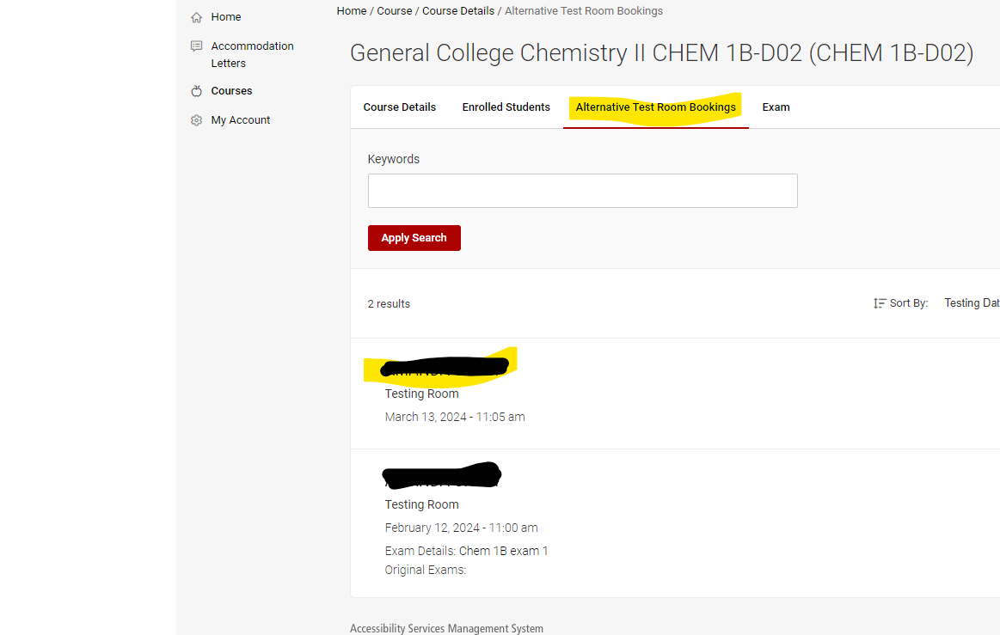 Home
Accommodation
Letters
Courses
My Account
Home / Course / Course Details / Alternative Test Room Bookings
General College Chemistry II CHEM 1B-D02 (CHEM 1B-D02)
Course Details Enrolled Students Alternative Test Room Bookings Exam
Keywords
Apply Search
2 results
Sort By: Testing Dat
Testing Room
March 13, 2024 - 11:05 am
Testing Room
February 12, 2024 - 11:00 am
Exam Details: Chem 1B exam 1
Original Exams:
Accessibility Services Management System